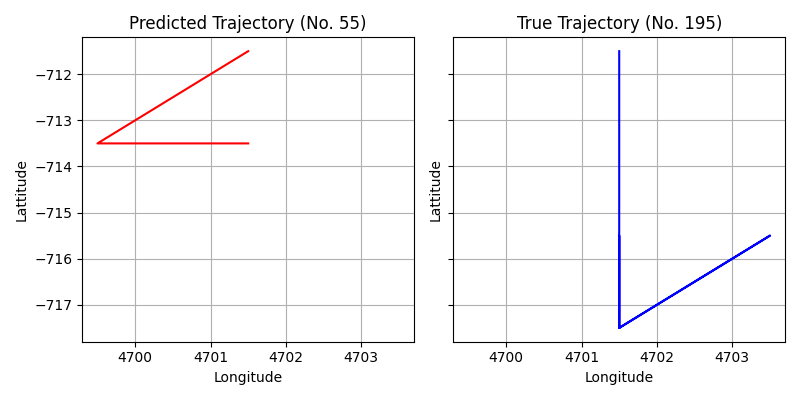 Predicted Trajectory (No. 55)
True Trajectory (No. 195)
−712
−713
−714
−715
−716
−717
Lattitude
Lattitude
4700
4701
4702
4703
4700
4701
4702
4703
Longitude
Longitude